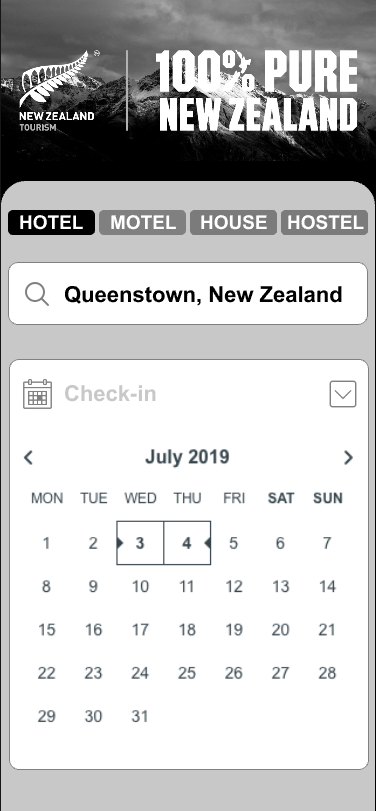 NEW ZEALAND
TOURISM
®
100% PURE
NEW ZEALAND
HOTEL MOTEL HOUSE HOSTEL
Queenstown, New Zealand
Check-in
July 2019
MON TUE WED THU FRI SAT SUN
1 2 3 4 5 6 7
8 9 10 11 12 13 14
15 16 17 18 19 20 21
22 23 24 25 26 27 28
29 30 31